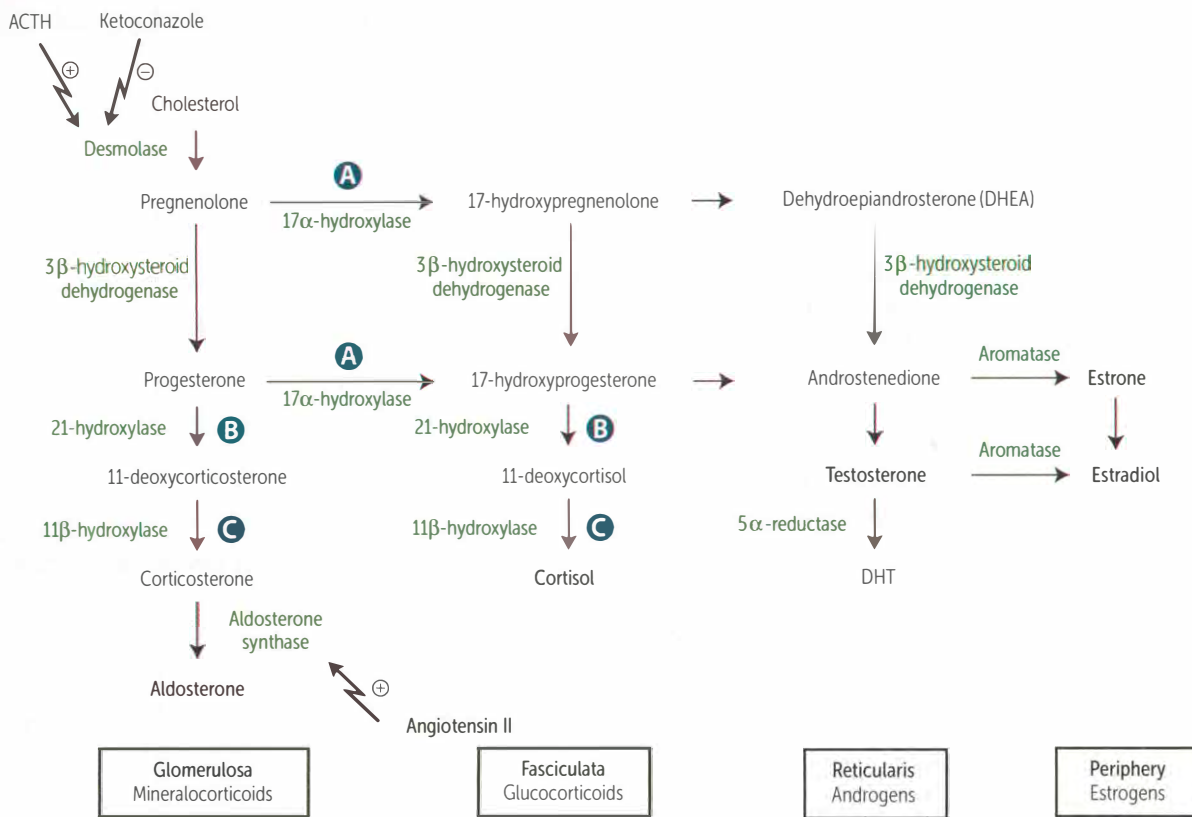 ACTH
Ketoconazole
+
−
Cholesterol
Desmolase
A
Pregnenolone
17α-hydroxylase
17-hydroxypregnenolone
Dehydroepiandrosterone (DHEA)
3β-hydroxysteroid
dehydrogenase
3β-hydroxysteroid
dehydrogenase
3β-hydroxysteroid
dehydrogenase
A
Progesterone
17α-hydroxylase
17-hydroxyprogesterone
Androstenedione
Aromatase
Estrone
21-hydroxylase
B
21-hydroxylase
B
11-deoxycorticosterone
11-deoxycortisol
Testosterone
Aromatase
Estradiol
11β-hydroxylase
C
11β-hydroxylase
C
5α-reductase
Corticosterone
Cortisol
DHT
Aldosterone
synthase
Aldosterone
+
Angiotensin II
Glomerulosa
Mineralocorticoids
Fasciculata
Glucocorticoids
Reticularis
Androgens
Periphery
Estrogens